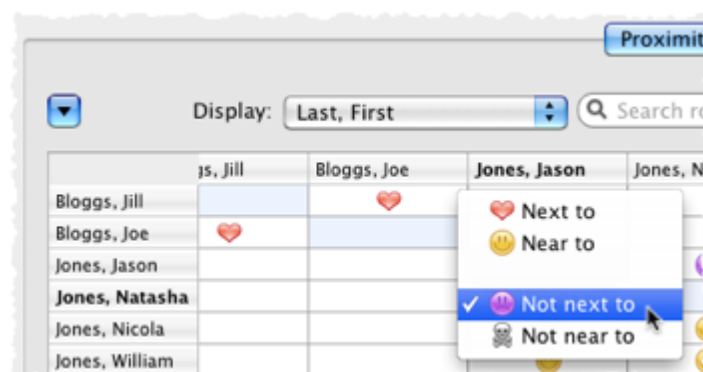 Proximit
Display: Last, First
Search ro
gs, Jill Bloggs, Joe Jones, Jason Jones, N
Bloggs, Jill
Bloggs, Joe
Jones, Jason
Jones, Natasha
Jones, Nicola
Jones, William
Next to
Near to
Not next to
Not near to